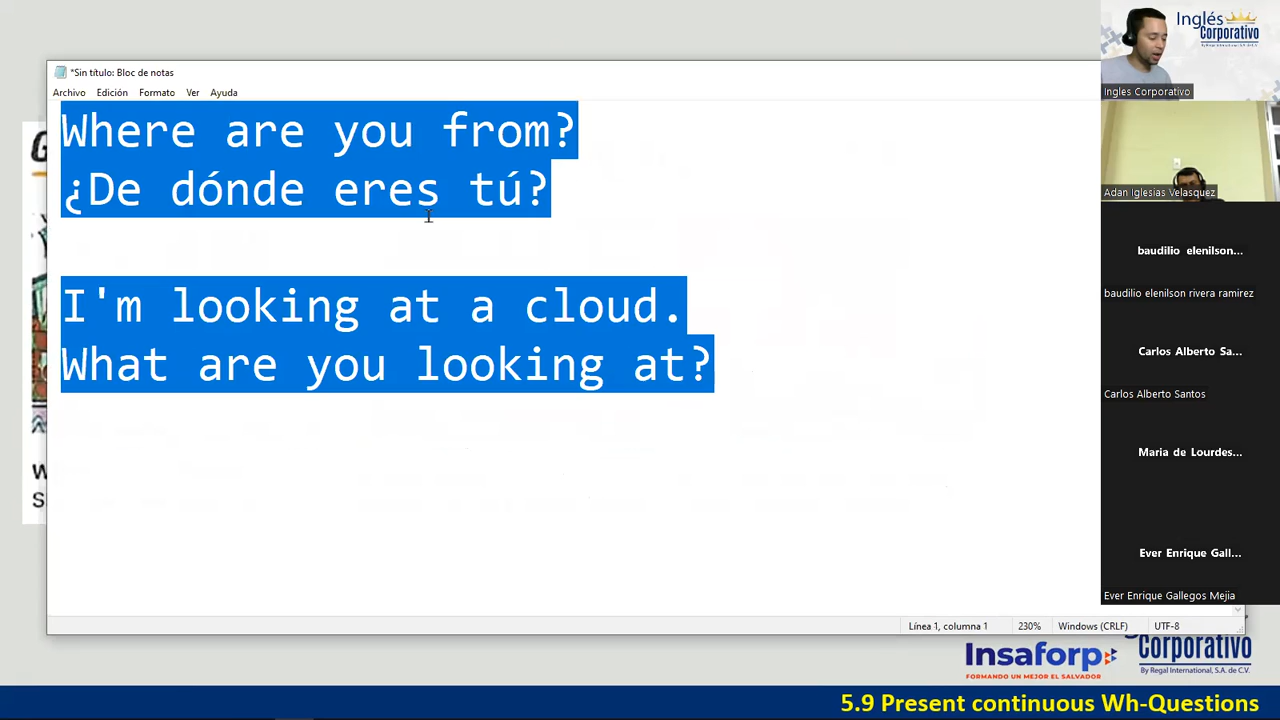 *Sin título: Bloc de notas
Archivo Edición Formato Ver Ayuda
Where are you from?
¿De dónde eres tú?
I'm looking at a cloud.
What are you looking at?
Línea 1, columna 1 230% Windows (CRLF) UTF-8
Inglés
Corporativo
By Regal International, S.A. de C.V.
Ingles Corporativo
Adan Iglesias Velasquez
baudilio elenilson...
baudilio elenilson rivera ramirez
Carlos Alberto Sa...
Carlos Alberto Santos
Maria de Lourdes...
Ever Enrique Gall...
Ever Enrique Gallegos Mejia
Insaforp
FORMANDO UN MEJOR EL SALVADOR
Corporativo
By Regal International, S.A. de C.V.
5.9 Present continuous Wh-Questions